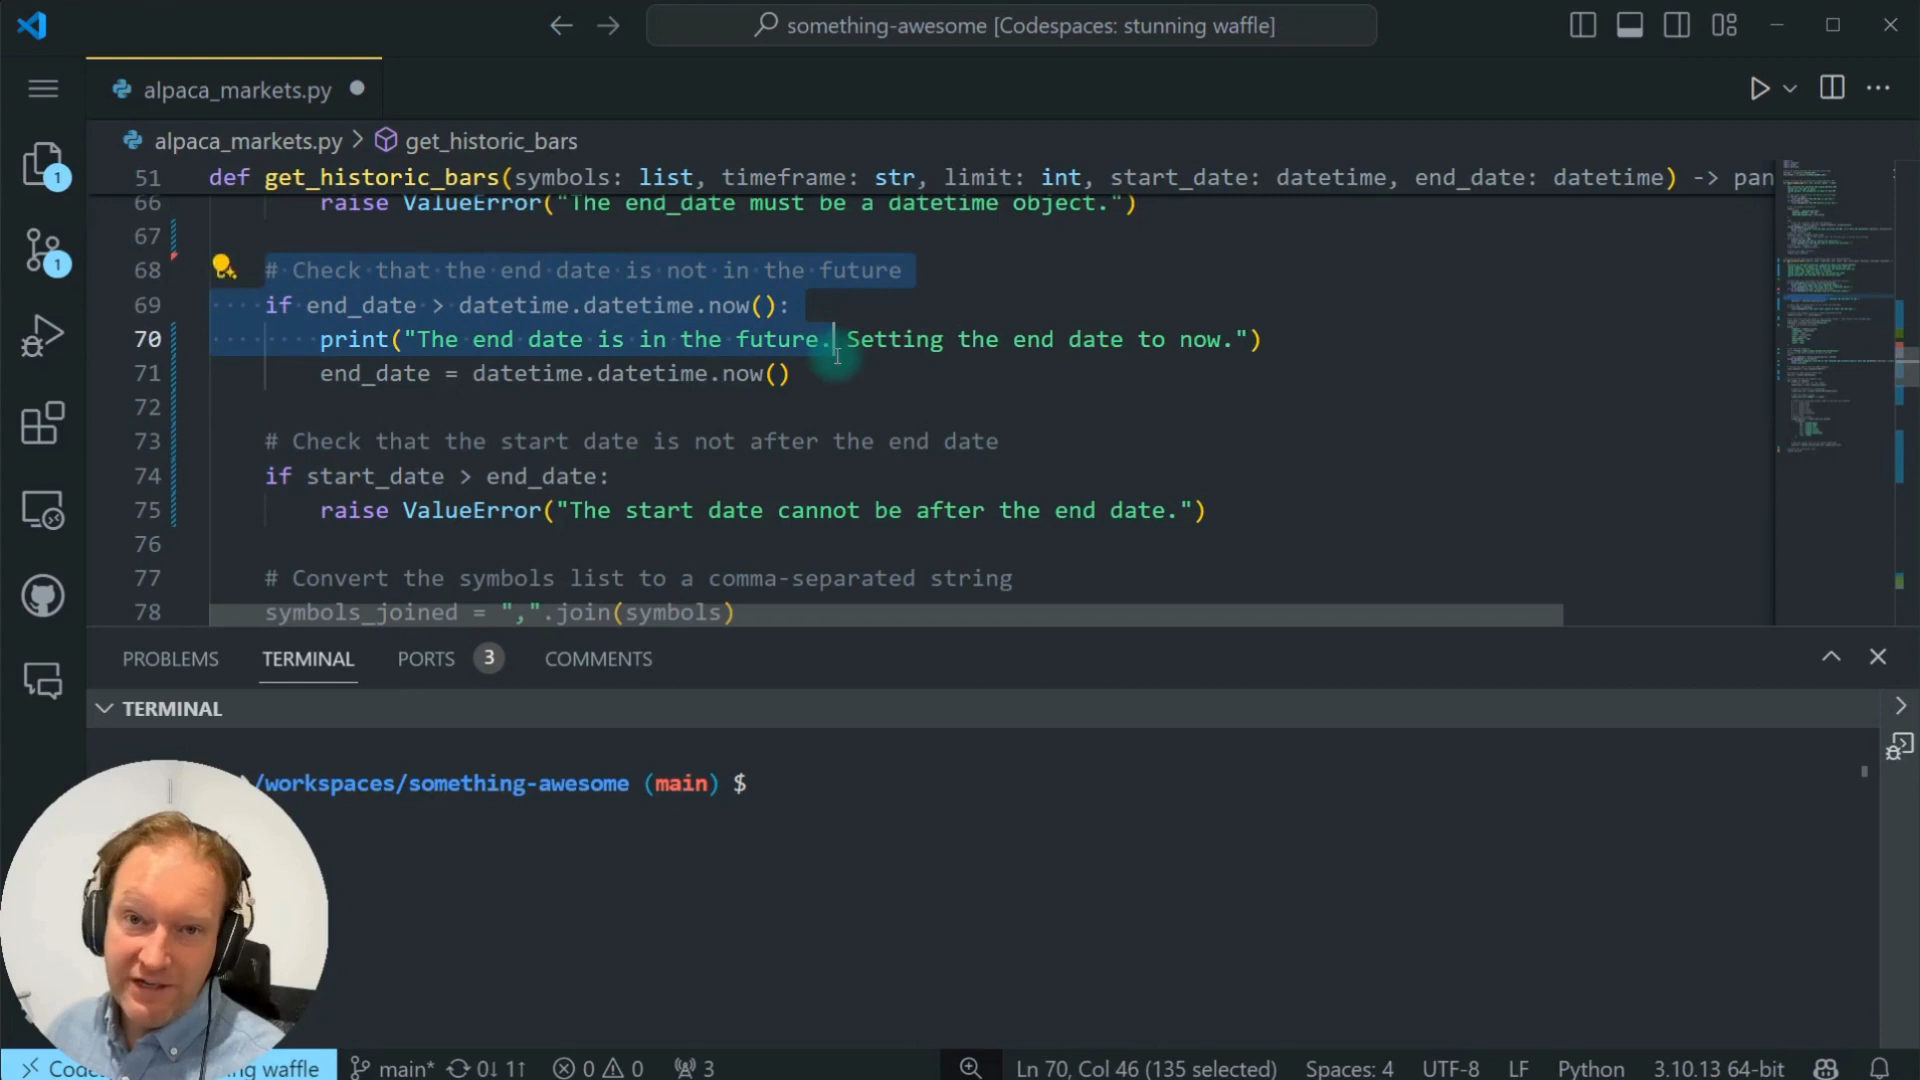 something-awesome [Codespaces: stunning waffle]
alpaca_markets.py
alpaca_markets.py > get_historic_bars
51 def get_historic_bars(symbols: list, timeframe: str, limit: int, start_date: datetime, end_date: datetime) -> pan
66 raise ValueError("The end_date must be a datetime object.")
67
68 # Check that the end date is not in the future
69 if end_date > datetime.datetime.now():
70 print("The end date is in the future. Setting the end date to now.")
71 end_date = datetime.datetime.now()
72
73 # Check that the start date is not after the end date
74 if start_date > end_date:
75 raise ValueError("The start date cannot be after the end date.")
76
77 # Convert the symbols list to a comma-separated string
78 symbols_joined = ",".join(symbols)
1
1
PROBLEMS TERMINAL PORTS 3 COMMENTS
TERMINAL
/workspaces/something-awesome (main) $
Code ng waffle main* 0↓ 1↑ 0 0 3 Ln 70, Col 46 (135 selected) Spaces: 4 UTF-8 LF Python 3.10.13 64-bit